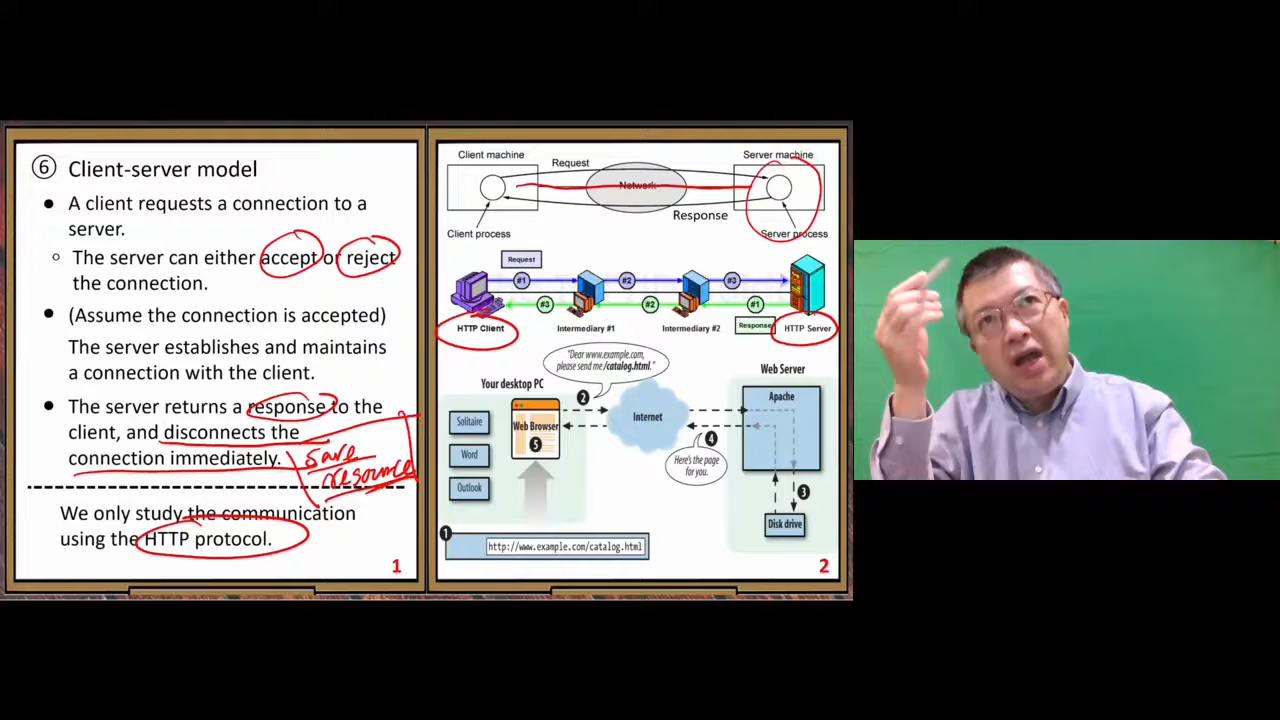 ⑥ Client-server model
● A client requests a connection to a
server.
○ The server can either accept or reject
the connection.
● (Assume the connection is accepted)
The server establishes and maintains
a connection with the client.
● The server returns a response to the
client, and disconnects the
connection immediately.
save
resource
We only study the communication
using the HTTP protocol.
1
Client machine
Server machine
Request
Network
Response
Client process
Server process
Request
#1
#2
#3
#3
#2
#1
HTTP Client
Intermediary #1
Intermediary #2
Response
HTTP Server
"Dear www.example.com,
please send me/catalog.html."
Your desktop PC
Web Server
2
Apache
Solitaire
Web Browser
Internet
5
4
Word
Here's the page
for you.
Outlook
3
Disk drive
1
http://www.example.com/catalog.html
2